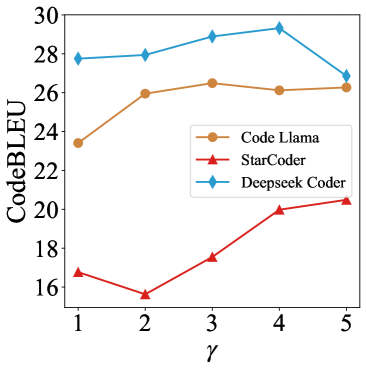 30
28
26
24
22
20
18
16
CodeBLEU
Code Llama
StarCoder
Deepseek Coder
1 2 3 4 5
γ